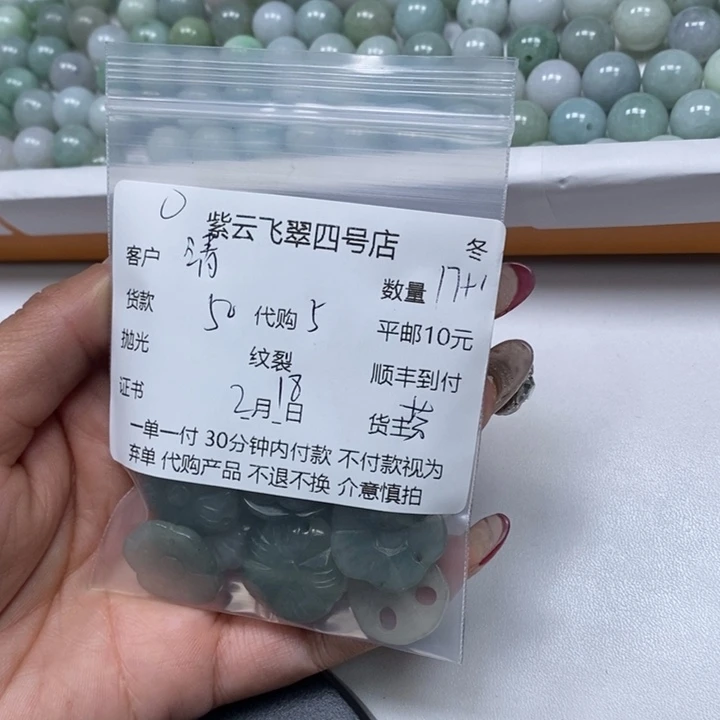 紫云飞翠四号店 冬
客户 清 数量 17+1
货款 50 代购 5 平邮10元
抛光 纹裂 顺丰到付
证书 2月18日 货主
一单一付 30分钟内付款 不付款视为
弃单 代购产品 不退不换 介意慎拍